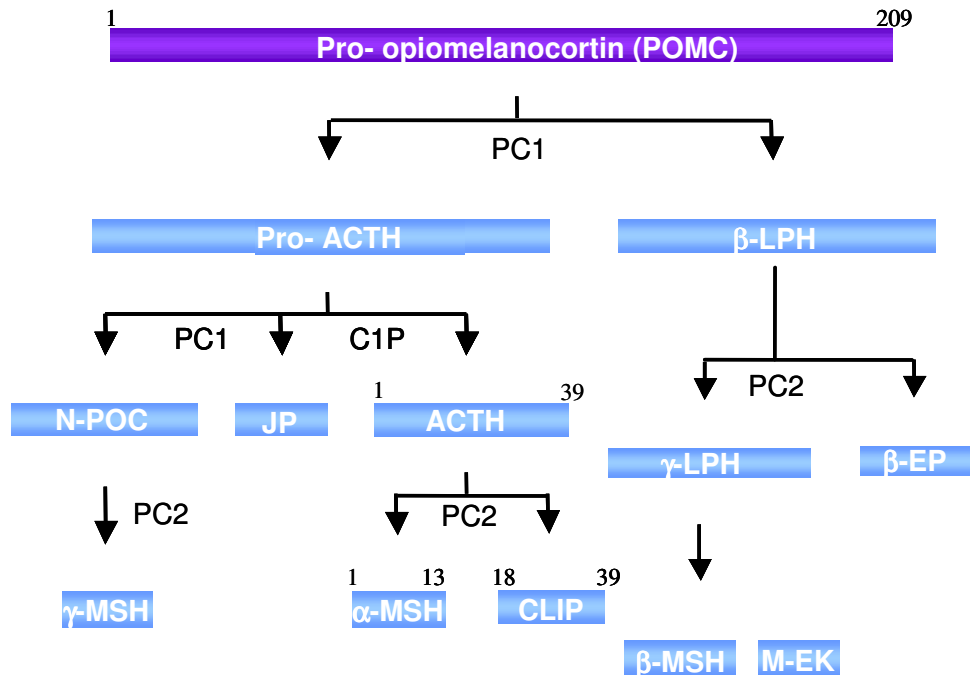 1 209
Pro- opiomelanocortin (POMC)
PC1
Pro- ACTH β-LPH
PC1 C1P
1 39
PC2
N-POC JP ACTH
γ-LPH β-EP
PC2 PC2
1 13 18 39
γ-MSH α-MSH CLIP
β-MSH M-EK